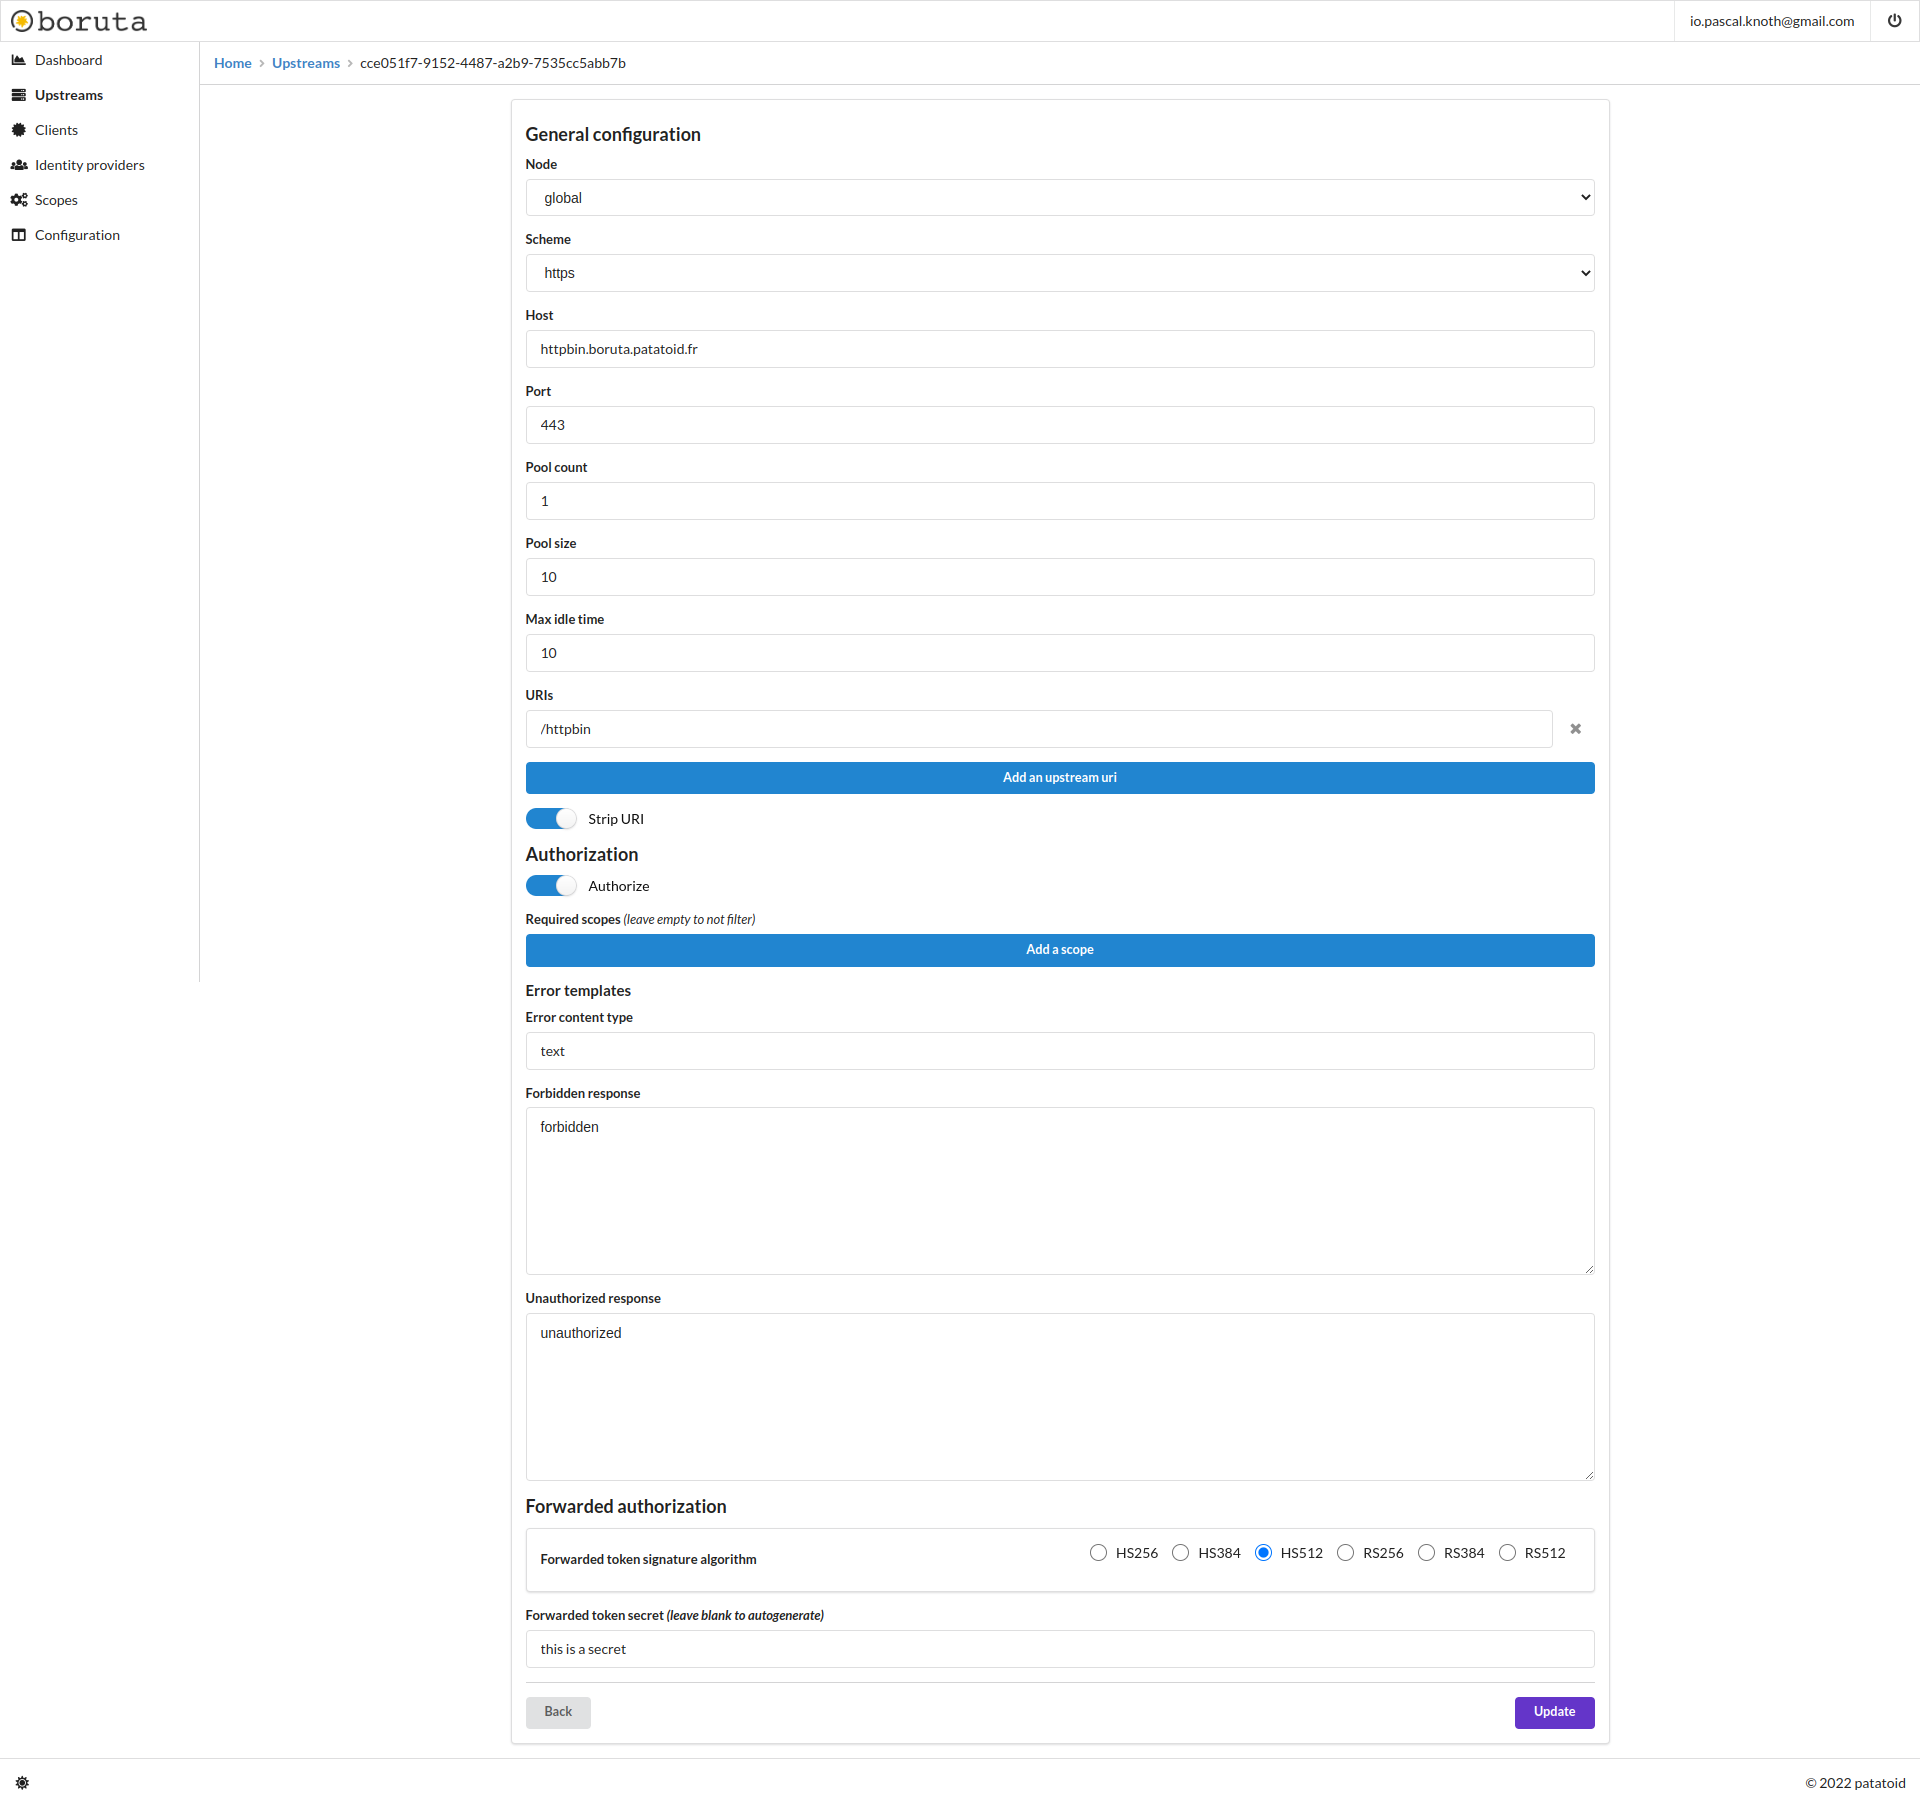 boruta
io.pascal.knoth@gmail.com
Dashboard
Upstreams
Clients
Identity providers
Scopes
Configuration
Home > Upstreams > cce051f7-9152-4487-a2b9-7535cc5abb7b
General configuration
Node
global
Scheme
https
Host
httpbin.boruta.patatoid.fr
Port
443
Pool count
1
Pool size
10
Max idle time
10
URIs
/httpbin
Add an upstream uri
Strip URI
Authorization
Authorize
Required scopes (leave empty to not filter)
Add a scope
Error templates
Error content type
text
Forbidden response
forbidden
Unauthorized response
unauthorized
Forwarded authorization
Forwarded token signature algorithm HS256 HS384 HS512 RS256 RS384 RS512
Forwarded token secret (leave blank to autogenerate)
this is a secret
Back Update
© 2022 patatoid